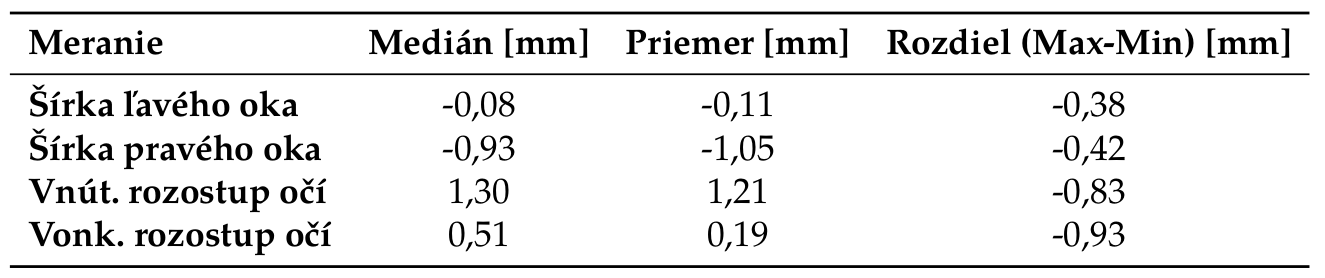 Meranie Medián [mm] Priemer [mm] Rozdiel (Max-Min) [mm]
Šírka ľavého oka -0,08 -0,11 -0,38
Šírka pravého oka -0,93 -1,05 -0,42
Vnút. rozostup očí 1,30 1,21 -0,83
Vonk. rozostup očí 0,51 0,19 -0,93